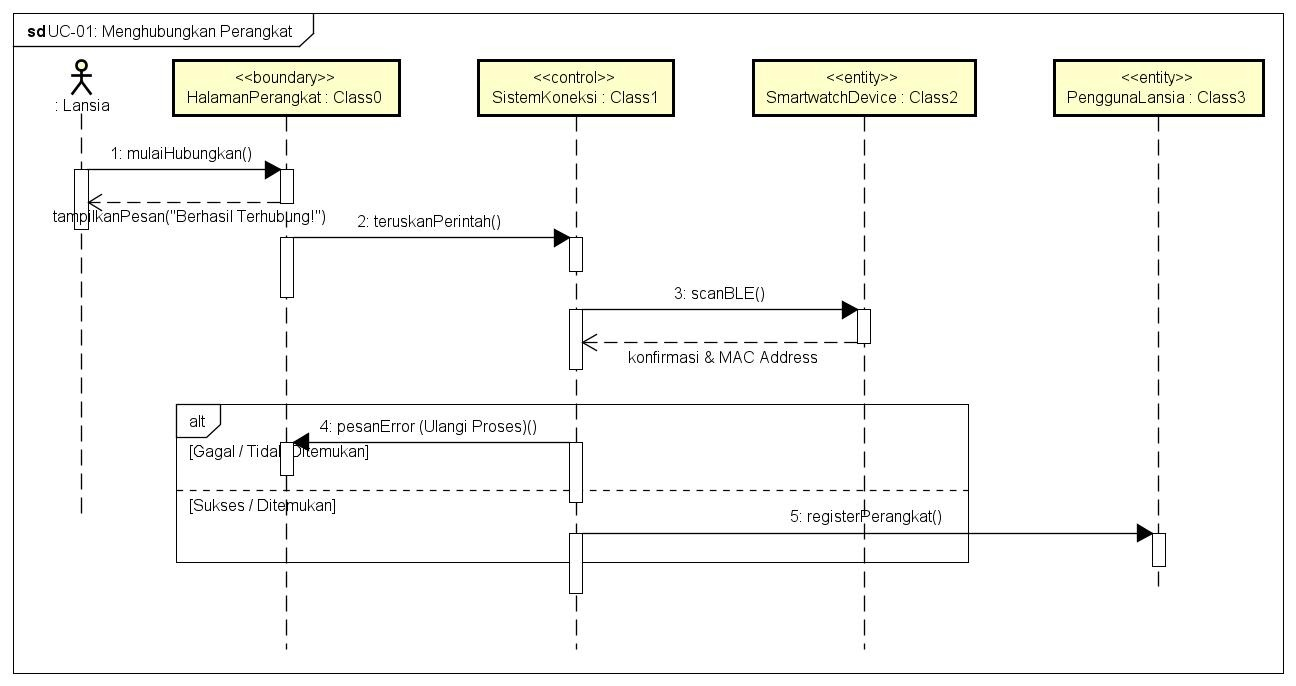 sd UC-01: Menghubungkan Perangkat
: Lansia
<<boundary>>
HalamanPerangkat : Class0
<<control>>
SistemKoneksi : Class1
<<entity>>
SmartwatchDevice : Class2
<<entity>>
PenggunaLansia : Class3
1: mulaiHubungkan()
tampilkanPesan("Berhasil Terhubung!")
2: teruskanPerintah()
3: scanBLE()
konfirmasi & MAC Address
alt
4: pesanError (Ulangi Proses)()
[Gagal / Tidak Ditemukan]
[Sukses / Ditemukan]
5: registerPerangkat()